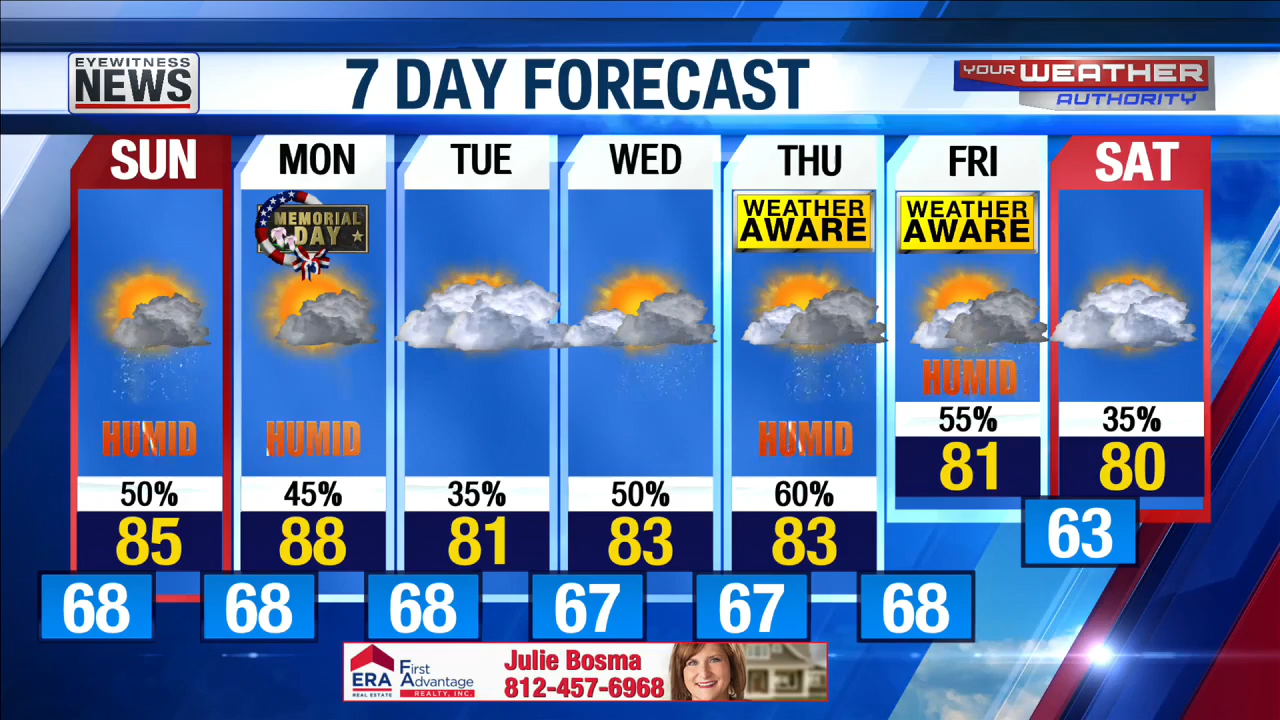 EYEWITNESS
NEWS
7 DAY FORECAST
YOUR WEATHER
AUTHORITY
SUN
HUMID
50%
85
68
MON
MEMORIAL
DAY
HUMID
45%
88
68
TUE
35%
81
68
WED
50%
83
67
THU
WEATHER
AWARE
HUMID
60%
83
67
FRI
WEATHER
AWARE
HUMID
55%
81
68
SAT
35%
80
63
ERA
REAL ESTATE
First
Advantage
REALTY, INC.
Julie Bosma
812-457-6968